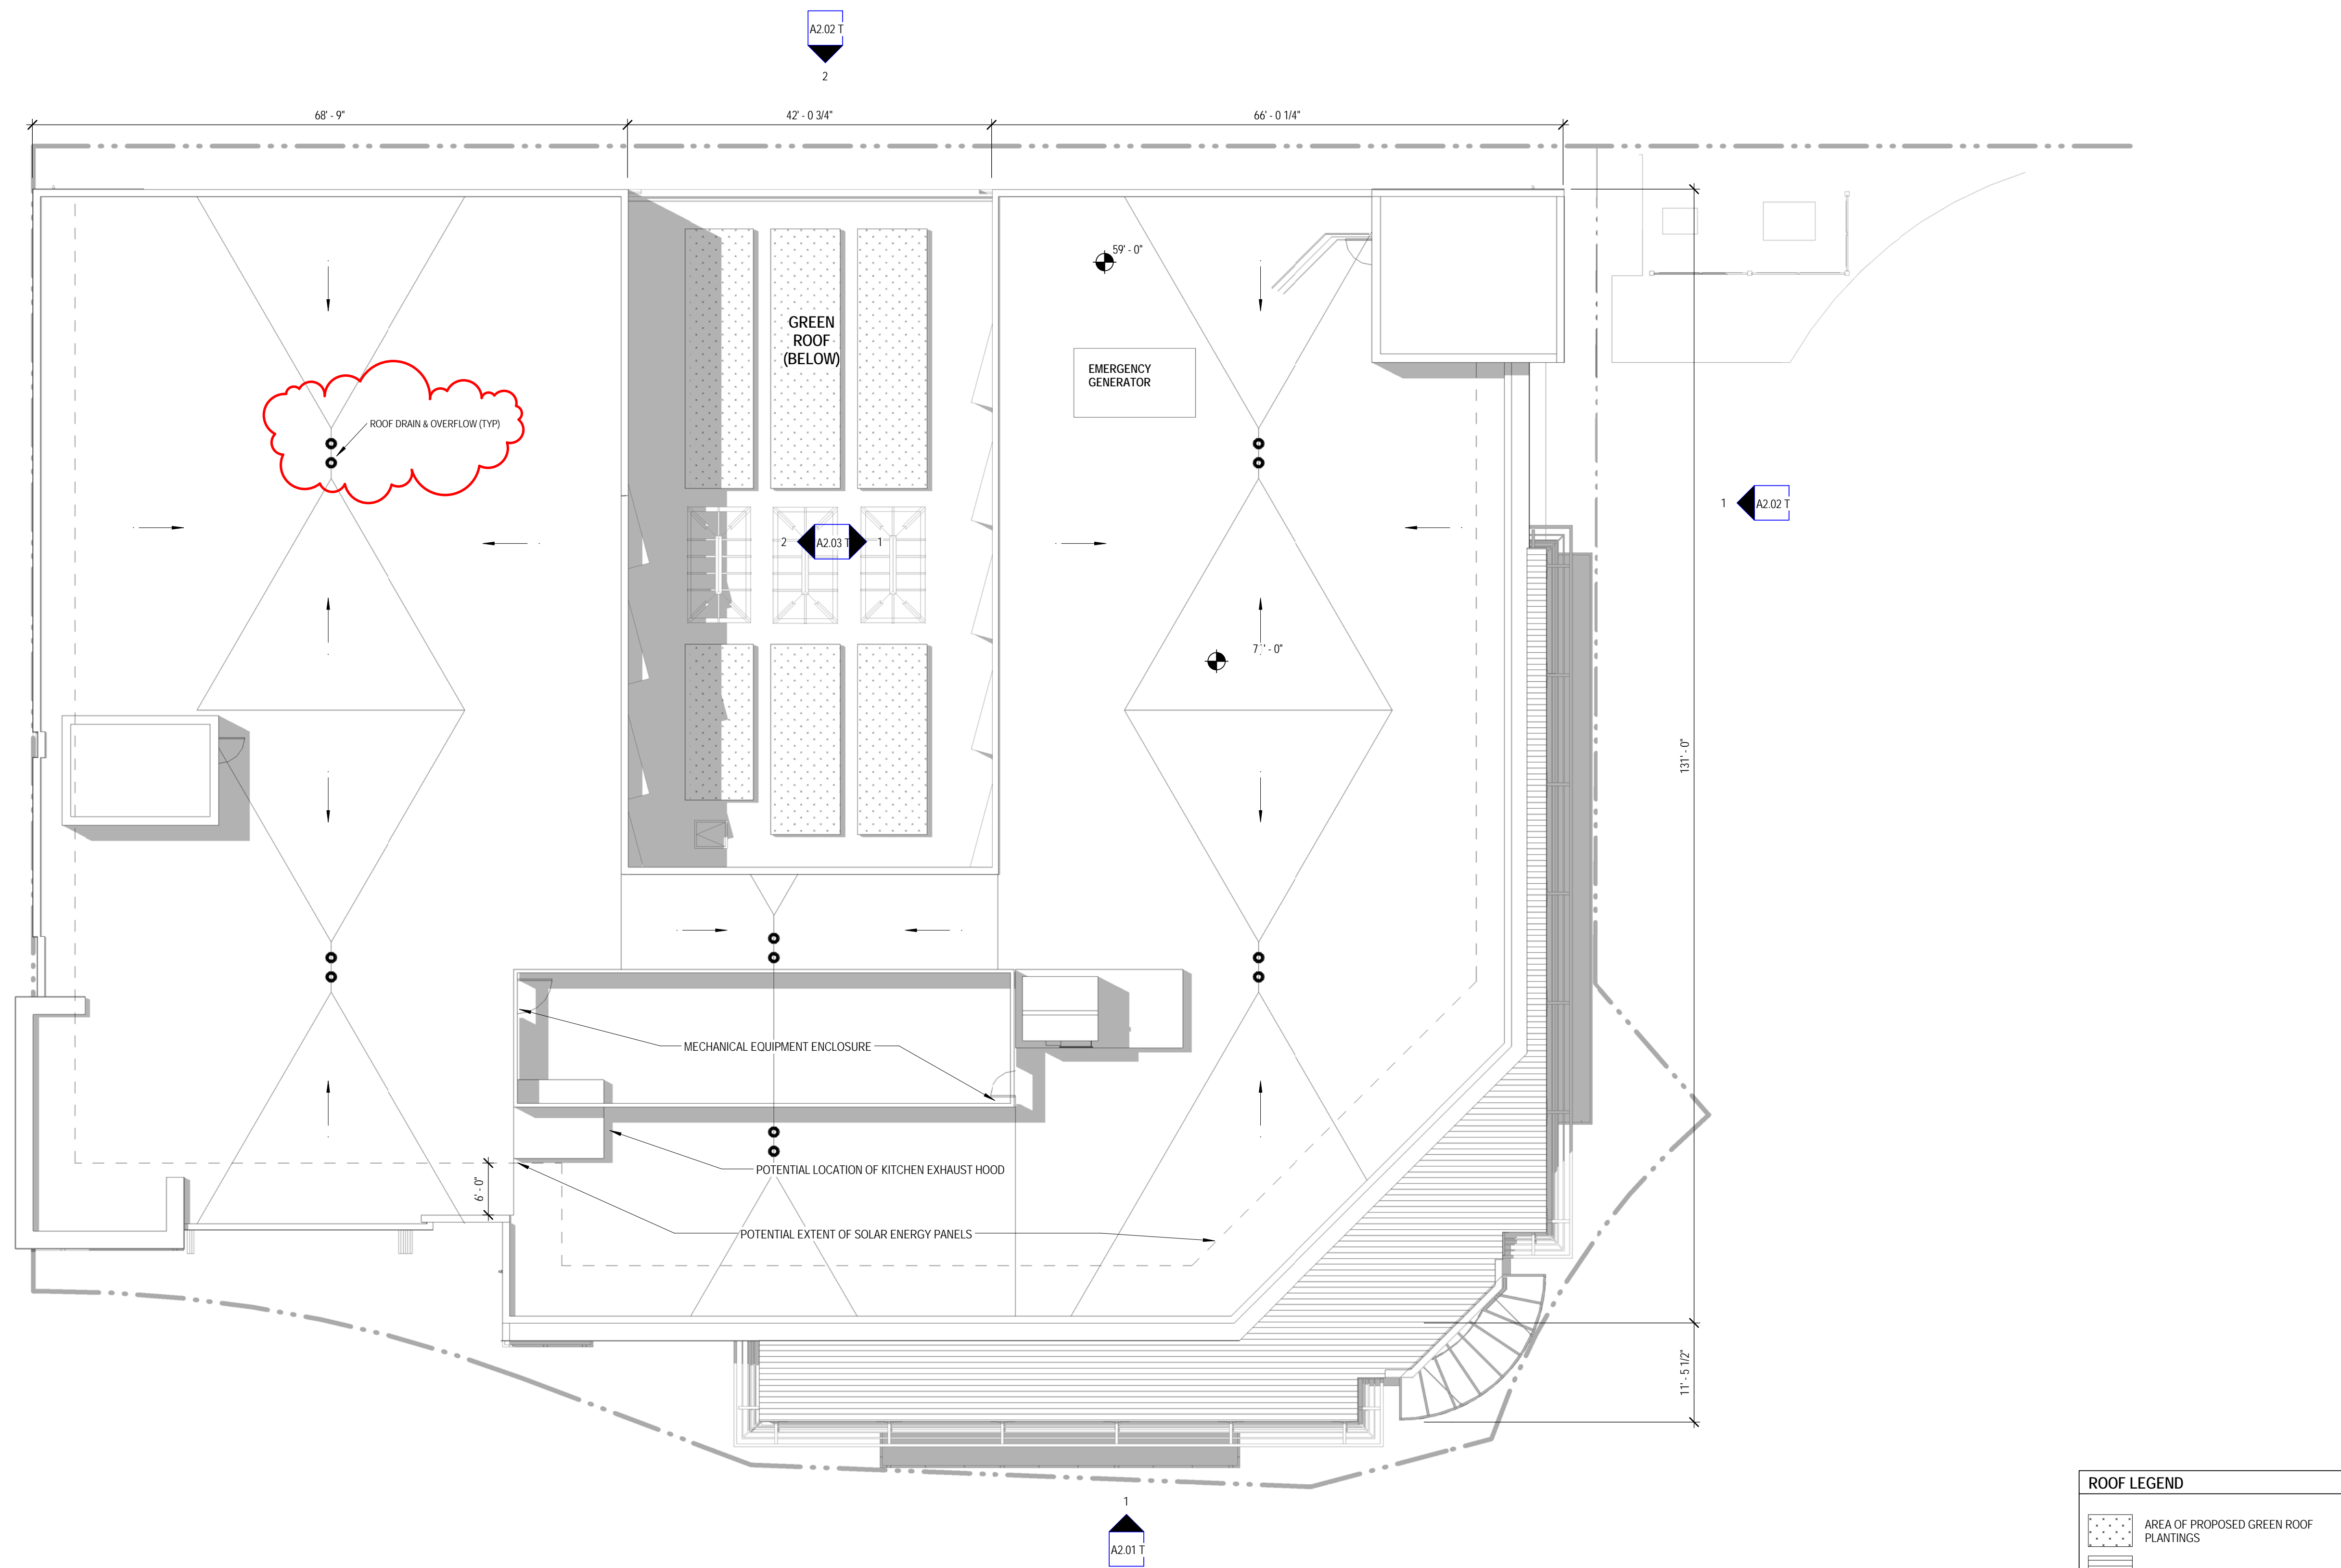 A2.02 T
2
68' - 9"
42' - 0 3/4"
66' - 0 1/4"
59' - 0"
GREEN
ROOF
(BELOW)
EMERGENCY
GENERATOR
ROOF DRAIN & OVERFLOW (TYP)
1
A2.02 T
2
A2.03 T
1
131' - 0"
MECHANICAL EQUIPMENT ENCLOSURE
POTENTIAL LOCATION OF KITCHEN EXHAUST HOOD
6' - 0"
POTENTIAL EXTENT OF SOLAR ENERGY PANELS
11' - 5 1/2"
ROOF LEGEND
AREA OF PROPOSED GREEN ROOF
PLANTINGS
1
A2.01 T